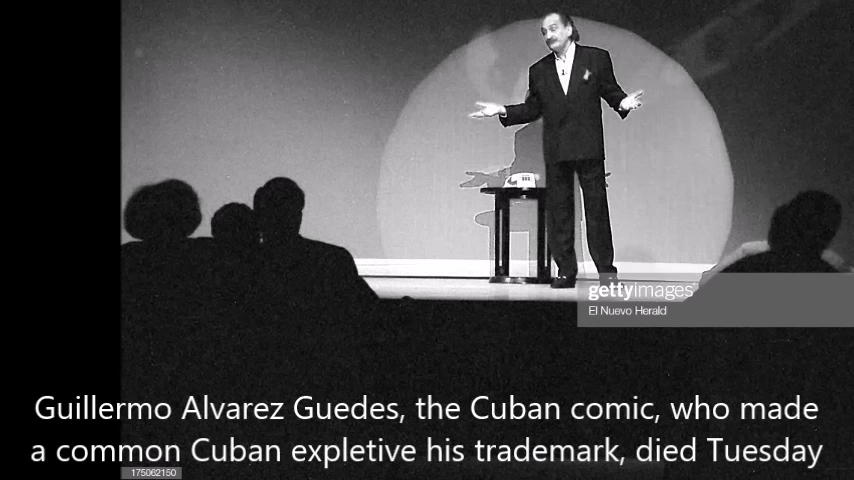 gettyimages
El Nuevo Herald
Guillermo Alvarez Guedes, the Cuban comic, who made
a common Cuban expletive his trademark, died Tuesday
175062150